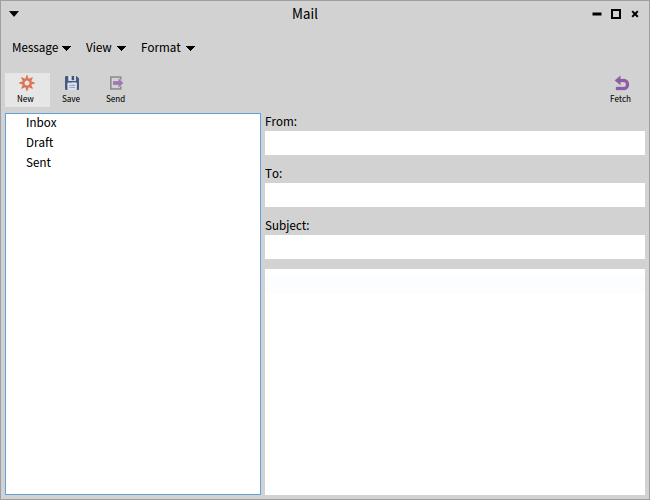 Mail
Message View Format
New Save Send Fetch
Inbox
Draft
Sent
From:
To:
Subject: